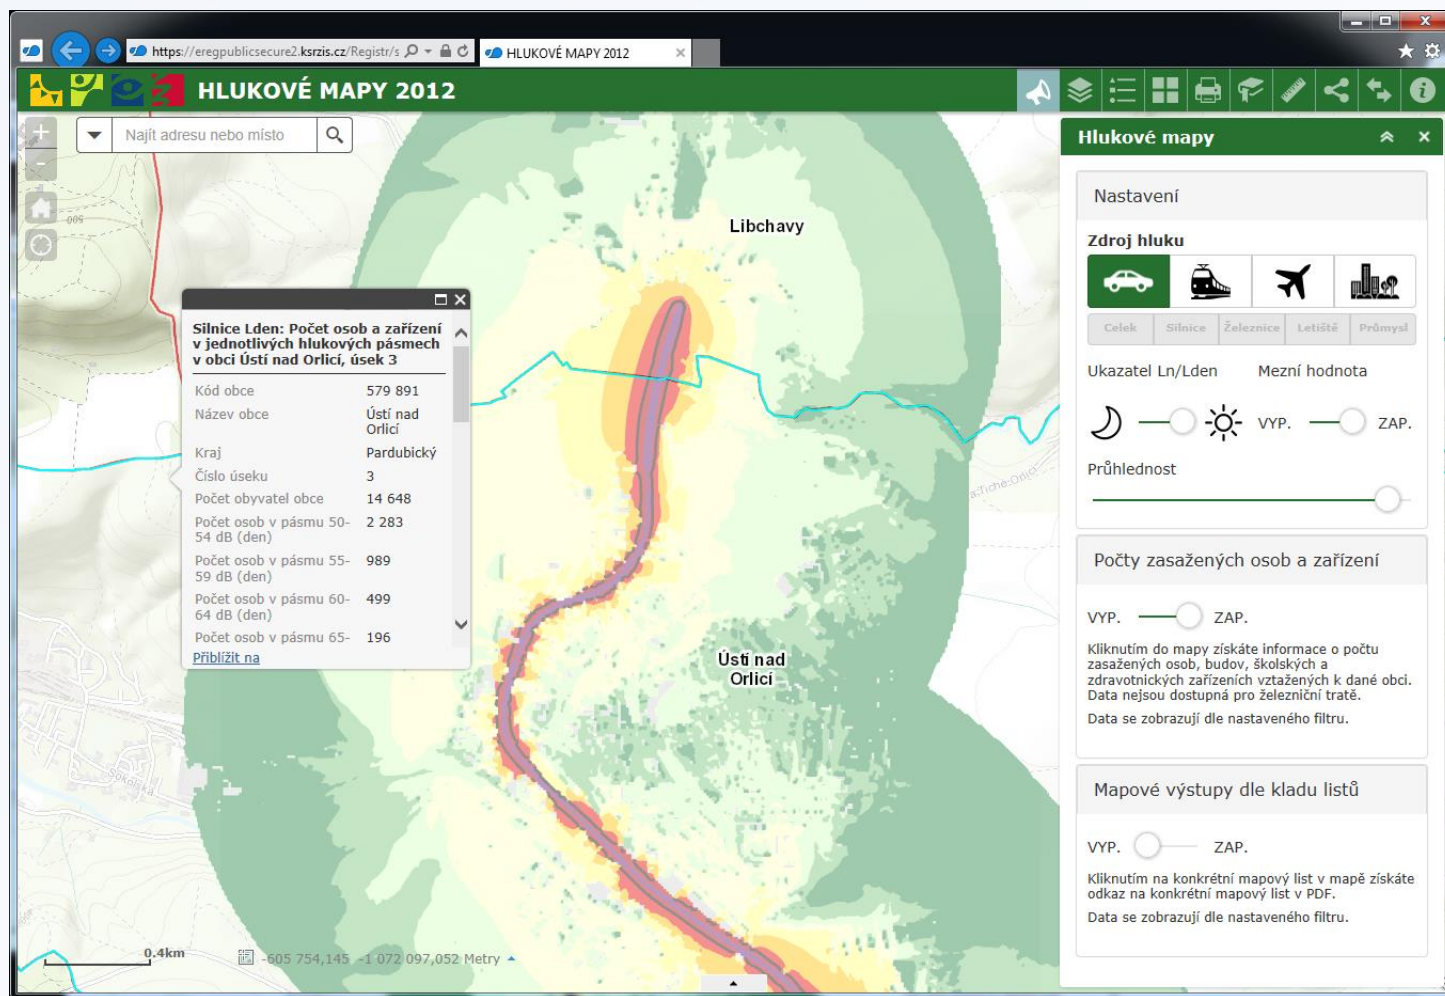 https://eregpublicsecure2.ksrzis.cz/Registr/s
HLUKOVÉ MAPY 2012
HLUKOVÉ MAPY 2012
Najít adresu nebo místo
Hlukové mapy
Nastavení
Zdroj hluku
Celek Silnice Železnice Letiště Průmysl
Ukazatel Ln/Lden Mezní hodnota
VYP. ZAP.
Průhlednost
Počty zasažených osob a zařízení
VYP. ZAP.
Kliknutím do mapy získáte informace o počtu
zasažených osob, budov, školských a
zdravotnických zařízeních vztažených k dané obci.
Data nejsou dostupná pro železniční tratě.
Data se zobrazují dle nastaveného filtru.
Mapové výstupy dle kladu listů
VYP. ZAP.
Kliknutím na konkrétní mapový list v mapě získáte
odkaz na konkrétní mapový list v PDF.
Data se zobrazují dle nastaveného filtru.
Silnice Lden: Počet osob a zařízení
v jednotlivých hlukových pásmech
v obci Ústí nad Orlicí, úsek 3
Kód obce 579 891
Název obce Ústí nad
Orlicí
Kraj Pardubický
Číslo úseku 3
Počet obyvatel obce 14 648
Počet osob v pásmu 50-
54 dB (den) 2 283
Počet osob v pásmu 55-
59 dB (den) 989
Počet osob v pásmu 60-
64 dB (den) 499
Počet osob v pásmu 65- 196
Přiblížit na
Libchavy
Ústí nad
Orlicí
Sokolská
500
0.4km
-605 754,145 -1 072 097,052 Metry